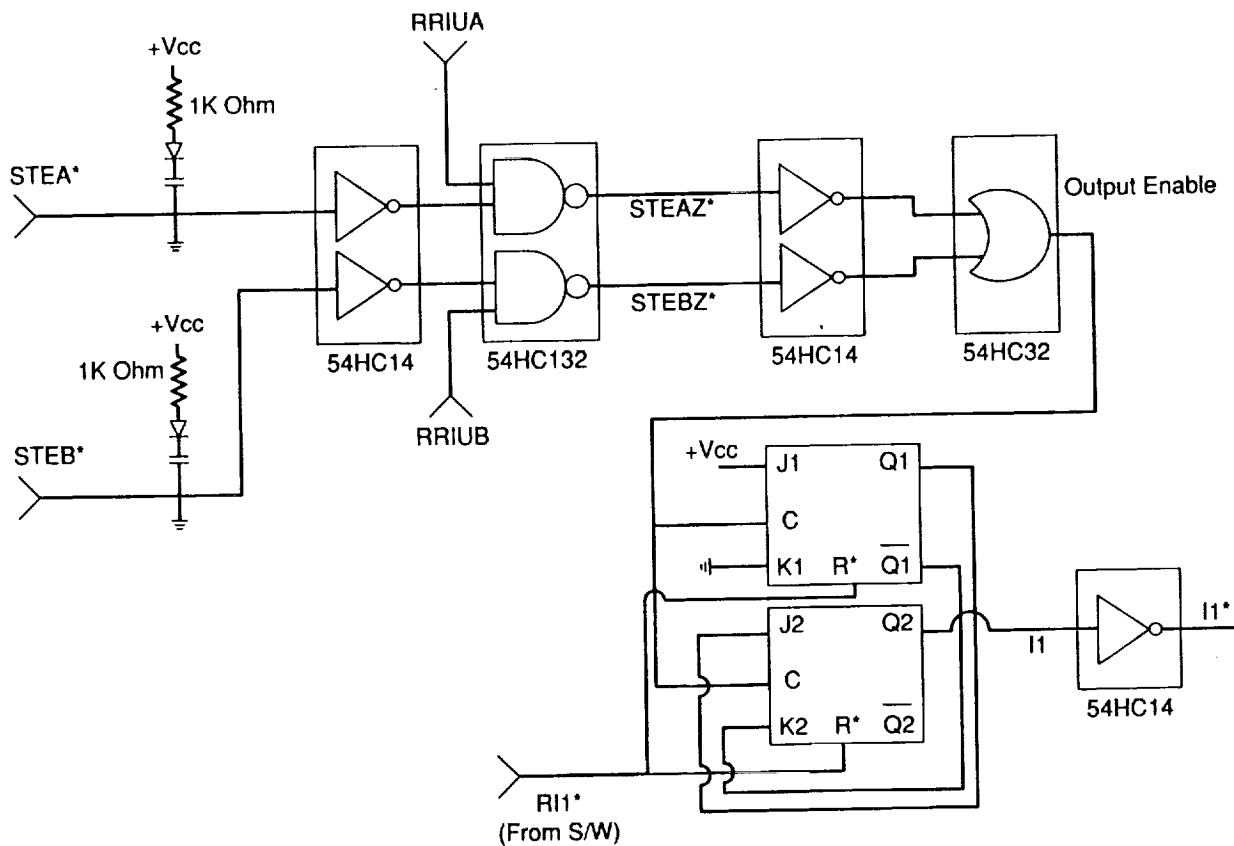 RRIUA
+Vcc
1K Ohm
STEA*
STEAZ*
Output Enable
STEBZ*
54HC14
54HC132
54HC14
54HC32
+Vcc
1K Ohm
RRIUB
STEB*
+Vcc
J1
Q1
C
K1
R*
Q1
J2
Q2
I1
I1*
C
K2
R*
Q2
54HC14
RI1*
(From S/W)